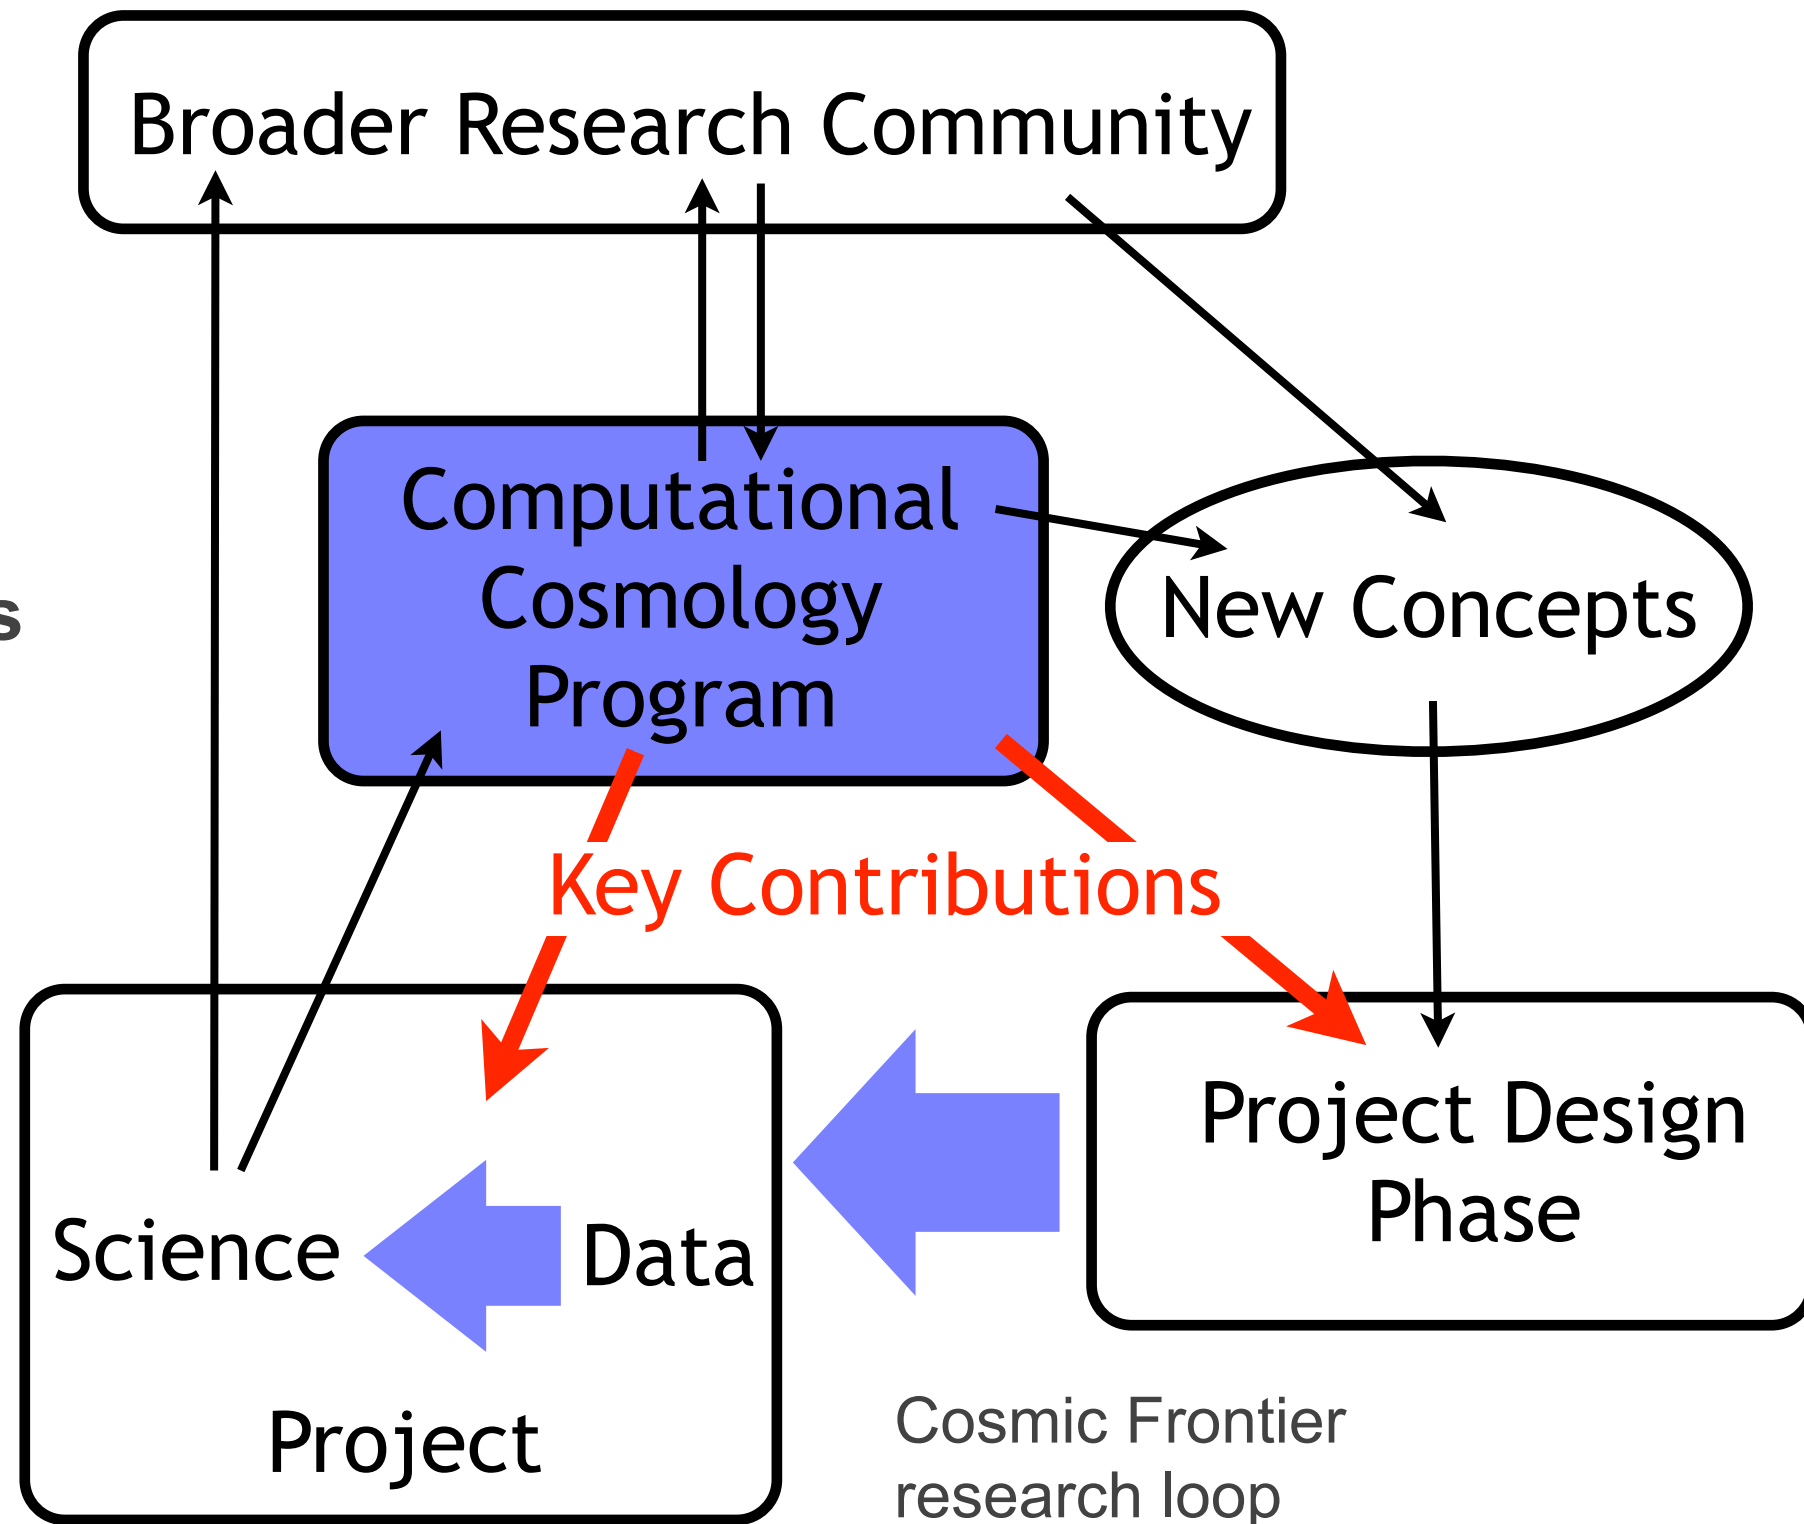 Broader Research Community
Computational
Cosmology
Program
New Concepts
s
Key Contributions
Project Design
Phase
Science
Data
Project
Cosmic Frontier
research loop